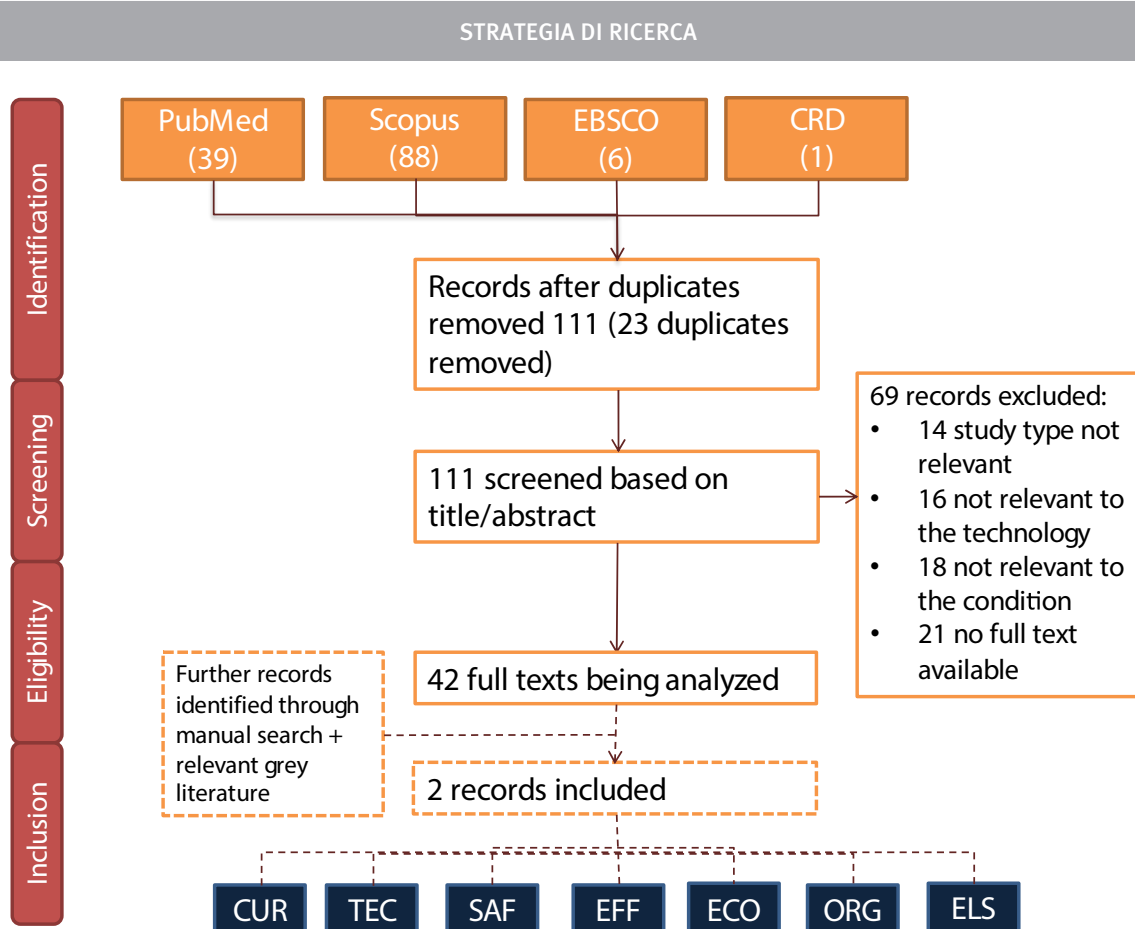 STRATEGIA DI RICERCA
Identification
Screening
Eligibility
Inclusion
PubMed
(39)
Scopus
(88)
EBSCO
(6)
CRD
(1)
Records after duplicates
removed 111 (23 duplicates
removed)
111 screened based on
title/abstract
69 records excluded:
• 14 study type not
relevant
• 16 not relevant to
the technology
• 18 not relevant to
the condition
• 21 no full text
available
42 full texts being analyzed
Further records
identified through
manual search +
relevant grey
literature
2 records included
CUR
TEC
SAF
EFF
ECO
ORG
ELS